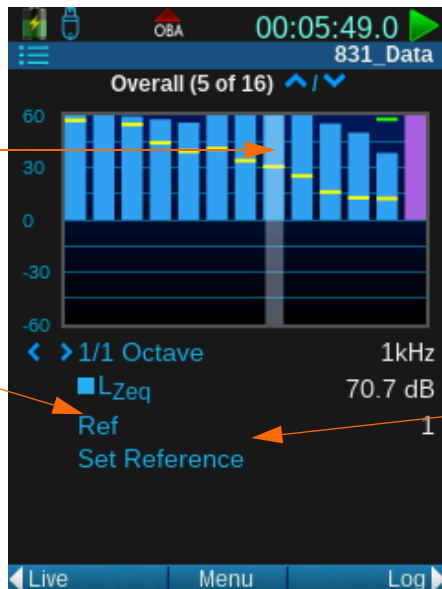 OBA 00:05:49.0
831_Data
Overall (5 of 16) /
60
30
0
-30
-60
1/1 Octave 1kHz
LZeq 70.7 dB
Ref 1
Set Reference
Live Menu Log